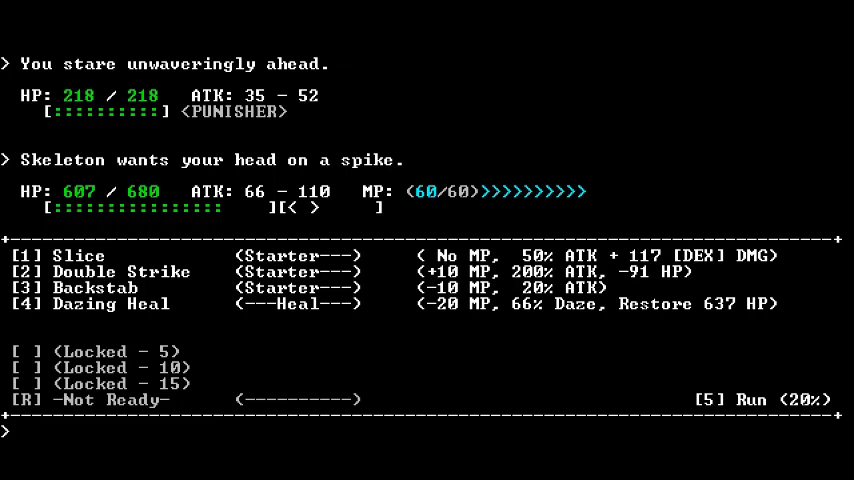 > You stare unwaveringly ahead.
HP: 218 / 218 ATK: 35 - 52
[::::::::::] <PUNISHER>
> Skeleton wants your head on a spike.
HP: 607 / 680 ATK: 66 - 110 MP: (60/60)>>>>>>>>>>>
[:::::::::::::::::: ][< > ]
+-----------------------------------------------------------------------------------+
[1] Slice (Starter---) ( No MP, 50% ATK + 117 [DEX] DMG)
[2] Double Strike (Starter---) (+10 MP, 200% ATK, -91 HP)
[3] Backstab (Starter---) (-10 MP, 20% ATK)
[4] Dazing Heal (---Heal---) (-20 MP, 66% Daze, Restore 637 HP)
[ ] (Locked - 5)
[ ] (Locked - 10)
[ ] (Locked - 15)
[R] -Not Ready- (----------) [5] Run (20%)
+-----------------------------------------------------------------------------------+
>